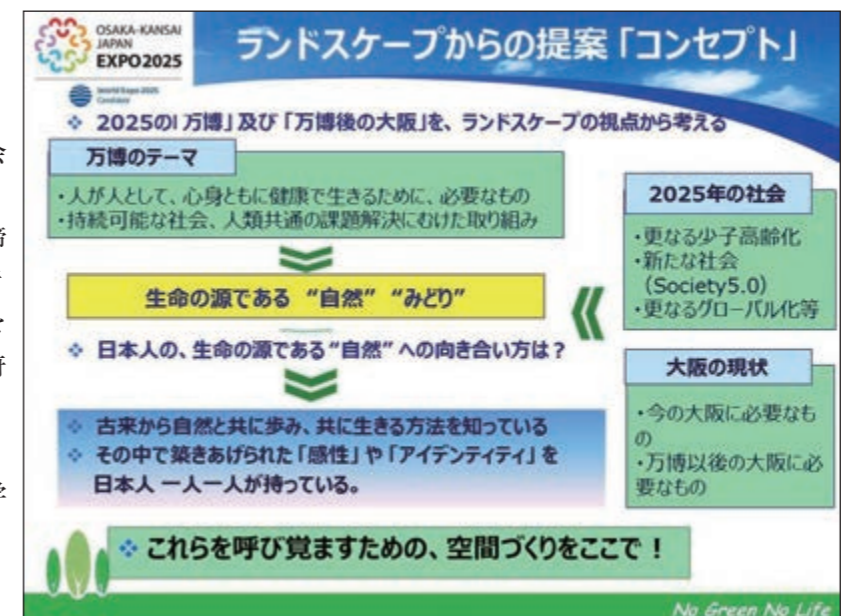 OSAKA-KANSAI
JAPAN
EXPO2025
World Expo 2025
Candidate
ランドスケープからの提案「コンセプト」
❖ 2025のI 万博」及び「万博後の大阪」を、ランドスケープの視点から考える
万博のテーマ
・人が人として、心身ともに健康で生きるために、必要なもの
・持続可能な社会、人類共通の課題解決にむけた取り組み
生命の源である “自然” “みどり”
❖ 日本人の、生命の源である“自然”への向き合い方は？
❖ 古来から自然と共に歩み、共に生きる方法を知っている
❖ その中で築きあげられた「感性」や「アイデンティティ」を
日本人 一人一人が持っている。
2025年の社会
・更なる少子高齢化
・新たな社会
（Society5.0）
・更なるグローバル化等
大阪の現状
・今の大阪に必要なも
の
・万博以後の大阪に必
要なもの
❖ これらを呼び覚ますための、空間づくりをここで！
No Green No Life